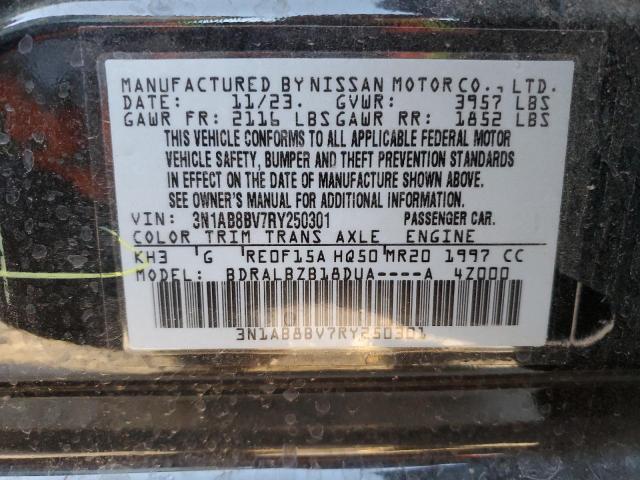 MANUFACTURED BY NISSAN MOTOR CO., LTD.
DATE: 11/23. GVWR: 3957 LBS
GAWR FR: 2116 LBS GAWR RR: 1852 LBS
THIS VEHICLE CONFORMS TO ALL APPLICABLE FEDERAL MOTOR
VEHICLE SAFETY, BUMPER AND THEFT PREVENTION STANDARDS
IN EFFECT ON THE DATE OF MANUFACTURE SHOWN ABOVE.
SEE OWNER'S MANUAL FOR ADDITIONAL INFORMATION.
VIN: 3N1AB8BV7RY250301 PASSENGER CAR.
COLOR TRIM TRANS AXLE ENGINE
KH3 G RE0F15A HQ50 MR20 1997 CC
MODEL: BDRALBZB18DUA----A 4Z000
3N1AB8BV7RY250301